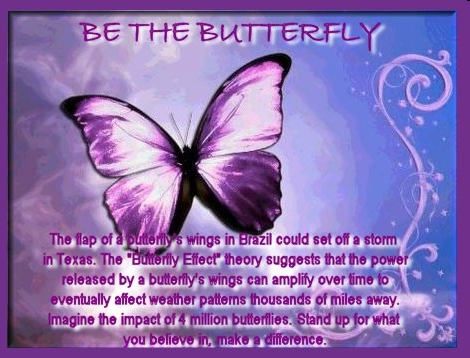 BE THE BUTTERFLY
The flap of a butterfly's wings in Brazil could set off a storm
in Texas. The "Butterfly Effect" theory suggests that the power
released by a butterfly's wings can amplify over time to
eventually affect weather patterns thousands of miles away.
Imagine the impact of 4 million butterflies. Stand up for what
you believe in, make a difference.